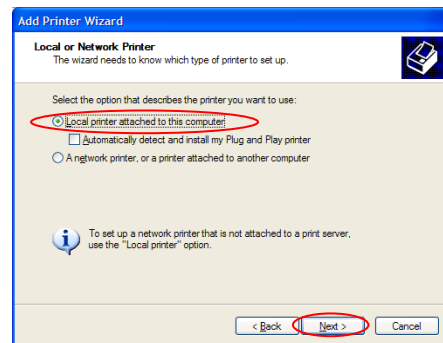 Add Printer Wizard
Local or Network Printer
The wizard needs to know which type of printer to set up.
Select the option that describes the printer you want to use:
Local printer attached to this computer
Automatically detect and install my Plug and Play printer
A network printer, or a printer attached to another computer
To set up a network printer that is not attached to a print server,
use the "Local printer" option.
< Back Next > Cancel